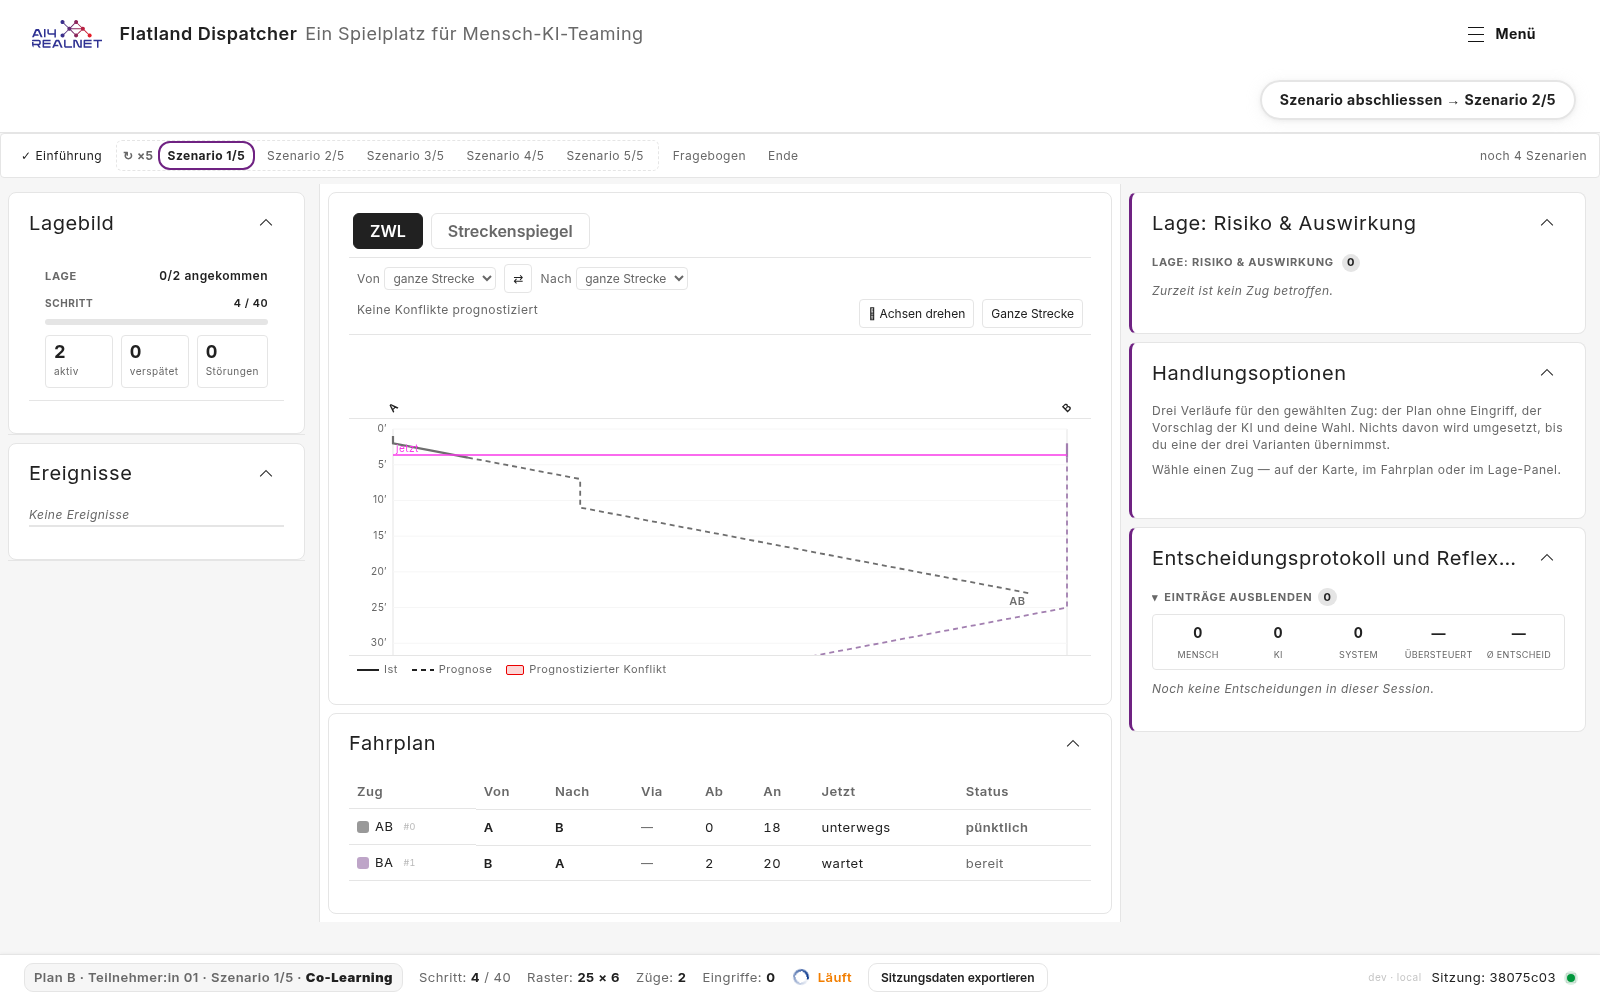 AI4
REALNET
Flatland Dispatcher Ein Spielplatz für Mensch-KI-Teaming
Menü
Szenario abschliessen → Szenario 2/5
✓ Einführung ↻ ×5 Szenario 1/5 Szenario 2/5 Szenario 3/5 Szenario 4/5 Szenario 5/5 Fragebogen Ende noch 4 Szenarien
Lagebild
LAGE 0/2 angekommen
SCHRITT 4 / 40
2 0 0
aktiv verspätet Störungen
Ereignisse
Keine Ereignisse
ZWL Streckenspiegel
Von ganze Strecke ⇄ Nach ganze Strecke
Keine Konflikte prognostiziert
Achsen drehen Ganze Strecke
A B
0'
jetzt
5'
10'
15'
20'
25'
AB
30'
Ist Prognose Prognostizierter Konflikt
Fahrplan
Zug Von Nach Via Ab An Jetzt Status
AB #0 A B — 0 18 unterwegs pünktlich
BA #1 B A — 2 20 wartet bereit
Lage: Risiko & Auswirkung
LAGE: RISIKO & AUSWIRKUNG 0
Zurzeit ist kein Zug betroffen.
Handlungsoptionen
Drei Verläufe für den gewählten Zug: der Plan ohne Eingriff, der
Vorschlag der KI und deine Wahl. Nichts davon wird umgesetzt, bis
du eine der drei Varianten übernimmst.
Wähle einen Zug — auf der Karte, im Fahrplan oder im Lage-Panel.
Entscheidungsprotokoll und Reflex...
▾ EINTRÄGE AUSBLENDEN 0
0 0 0 — —
MENSCH KI SYSTEM ÜBERSTEUERT Ø ENTSCHEID
Noch keine Entscheidungen in dieser Session.
Plan B · Teilnehmer:in 01 · Szenario 1/5 · Co-Learning Schritt: 4 / 40 Raster: 25 × 6 Züge: 2 Eingriffe: 0 Läuft Sitzungsdaten exportieren dev · local Sitzung: 38075c03